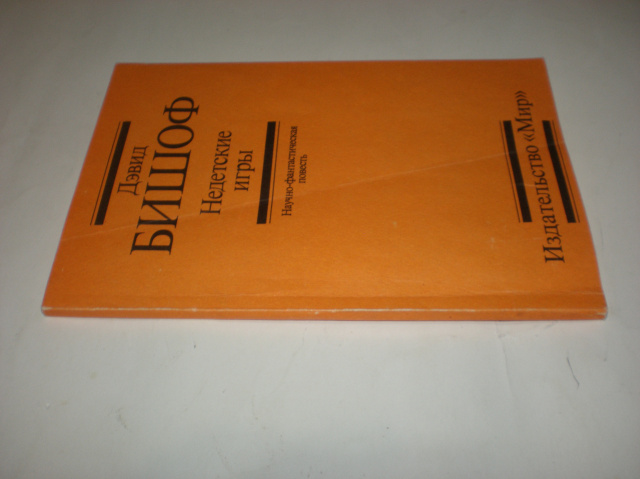 Дэвид
БИШОФ
Недетские
игры
Научно-фантастическая
повесть
Издательство «Мир»